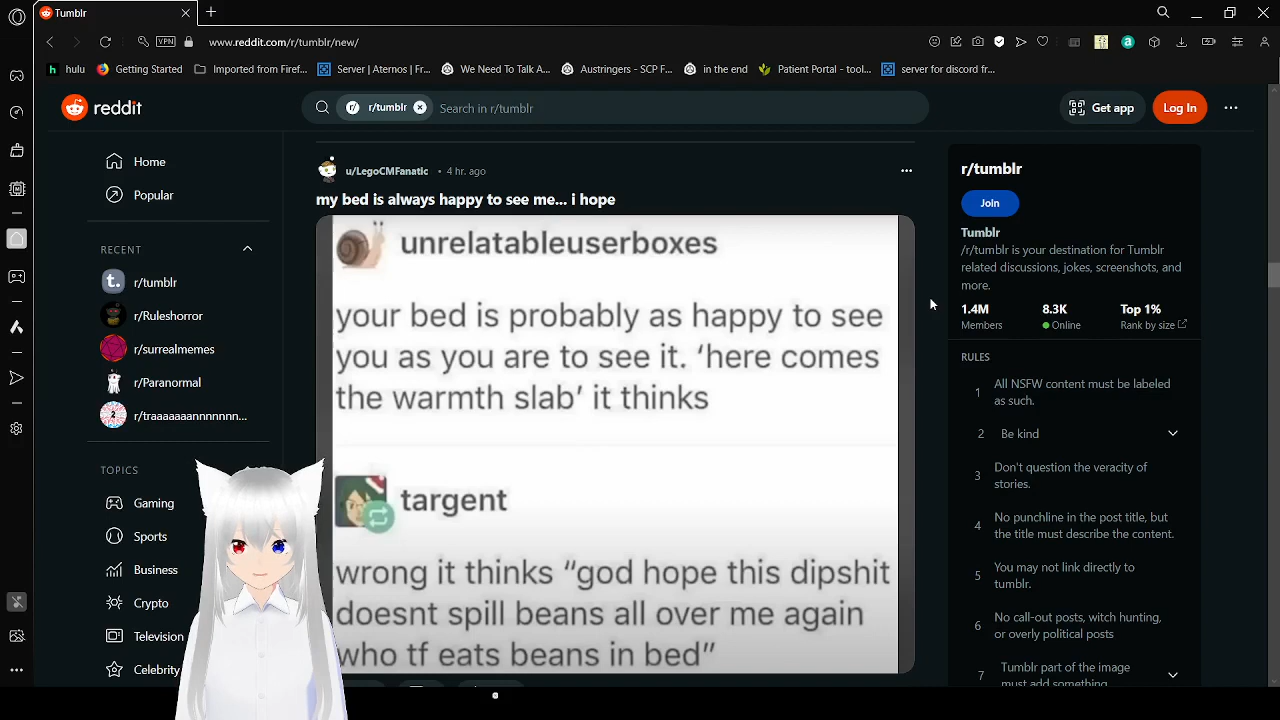 Tumblr
VPN
www.reddit.com/r/tumblr/new/
hulu
Getting Started
Imported from Firef...
Server | Aternos | Fr...
We Need To Talk A...
Austringers - SCP F...
in the end
Patient Portal - tool...
server for discord fr...
reddit
r/tumblr
Search in r/tumblr
Get app
Log In
Home
Popular
RECENT
r/tumblr
r/Ruleshorror
r/surrealmemes
r/Paranormal
r/traaaaaaannnnnnn...
TOPICS
Gaming
Sports
Business
Crypto
Television
Celebrity
u/LegoCMFanatic • 4 hr. ago
my bed is always happy to see me... i hope
unrelatableuserboxes
your bed is probably as happy to see
you as you are to see it. ‘here comes
the warmth slab’ it thinks
targent
wrong it thinks “god hope this dipshit
doesnt spill beans all over me again
who tf eats beans in bed”
r/tumblr
Join
Tumblr
/r/tumblr is your destination for Tumblr
related discussions, jokes, screenshots, and
more.
1.4M
Members
8.3K
Online
Top 1%
Rank by size
RULES
1 All NSFW content must be labeled
as such.
2 Be kind
3 Don't question the veracity of
stories.
4 No punchline in the post title, but
the title must describe the content.
5 You may not link directly to
tumblr.
6 No call-out posts, witch hunting,
or overly political posts
7 Tumblr part of the image
must add something